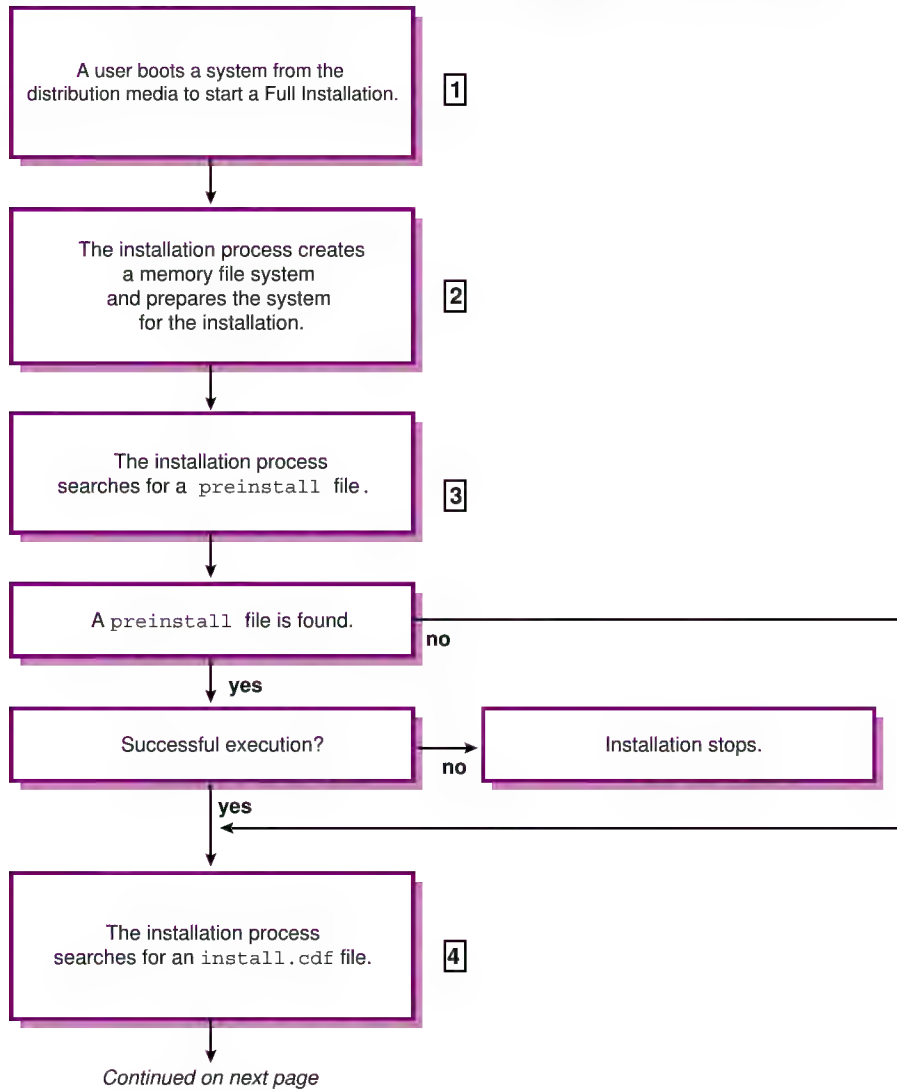 A user boots a system from the
distribution media to start a Full Installation.
1
The installation process creates
a memory file system
and prepares the system
for the installation.
2
The installation process
searches for a preinstall file.
3
A preinstall file is found.
no
yes
Successful execution?
no
Installation stops.
yes
The installation process
searches for an install.cdf file.
4
Continued on next page